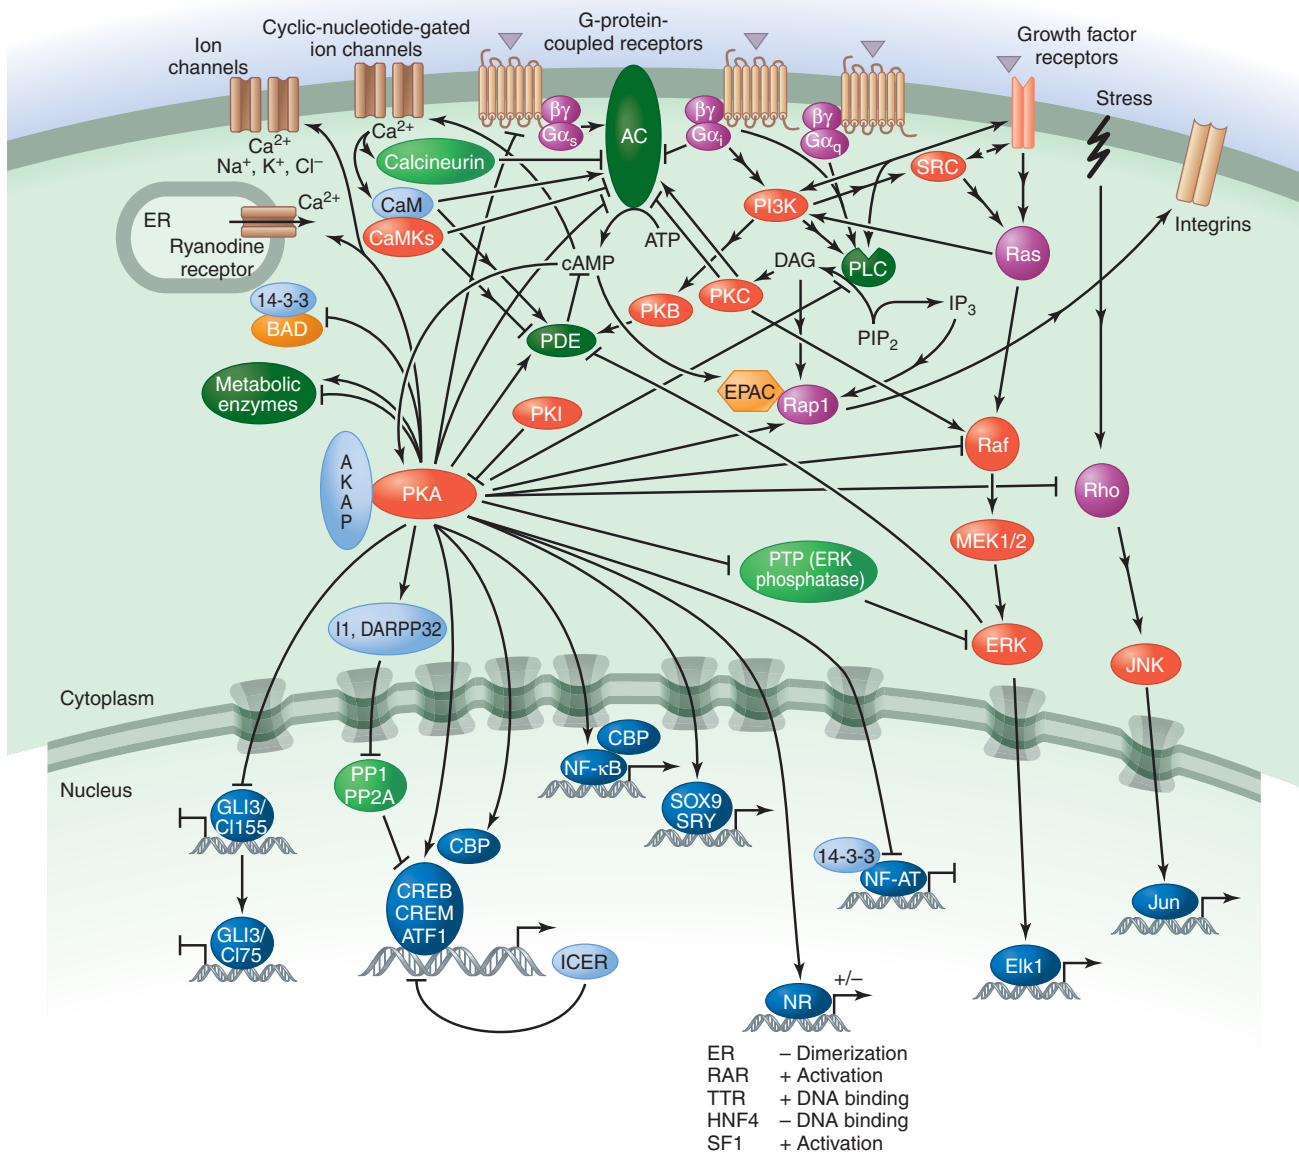 Ion
channels
Cyclic-nucleotide-gated
ion channels
G-protein-
coupled receptors
Growth factor
receptors
Stress
Integrins
Ca²⁺
Na⁺, K⁺, Cl⁻
Ca²⁺
Calcineurin
CaM
CaMKs
ER
Ryanodine
receptor
Ca²⁺
βγ
Gαs
AC
βγ
Gαi
βγ
Gαq
SRC
PI3K
Ras
ATP
cAMP
DAG
PLC
PKC
PKB
IP₃
PIP₂
PDE
14-3-3
BAD
Metabolic
enzymes
EPAC
Rap1
PKI
Raf
A
K
A
P
PKA
Rho
MEK1/2
PTP (ERK
phosphatase)
I1, DARPP32
ERK
JNK
Cytoplasm
Nucleus
CBP
NF-κB
PP1
PP2A
GLI3/
CI155
SOX9
SRY
CBP
14-3-3
NF-AT
CREB
CREM
ATF1
Jun
GLI3/
CI75
ICER
Elk1
+/–
NR
ER – Dimerization
RAR + Activation
TTR + DNA binding
HNF4 – DNA binding
SF1 + Activation